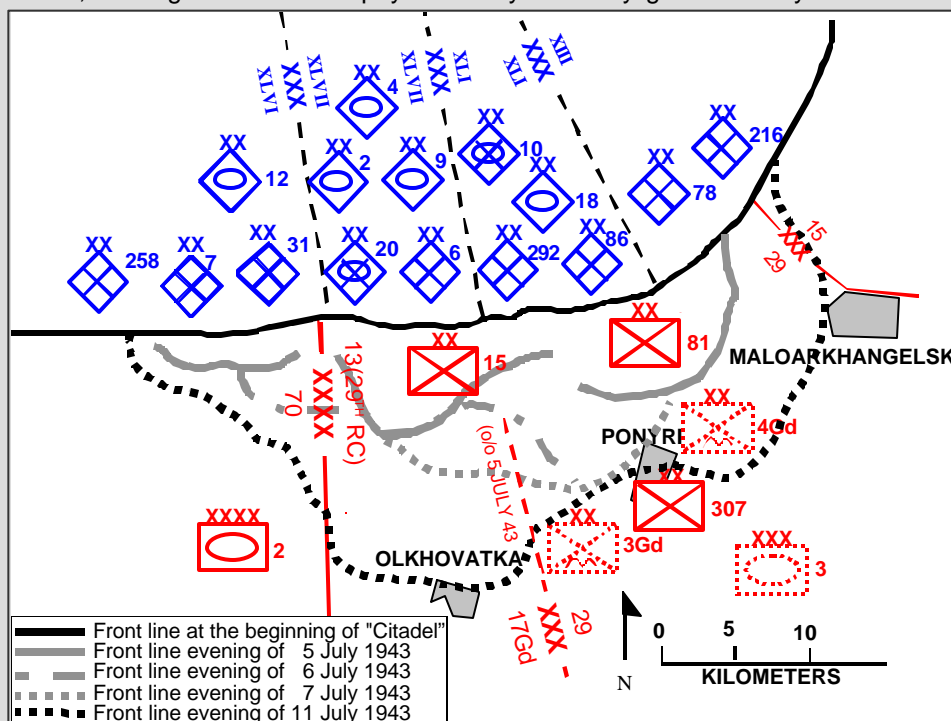 4
XX
XLVI
XXX
XLVII
XLVII
XXX
XLI
XLI
XXX
XX
12
XX
2
XX
9
XX
10
XX
18
XX
78
XX
216
XX
258
XX
7
XX
31
XX
20
XX
6
XX
292
XX
86
15
XXX
29
XX
15
XX
81
MALOARKHANGELSK
13(29TH RC)
XXXX
70
XX
4Gd
PONYRI
(o/o 5 JULY 43)
XX
307
XXXX
2
OLKHOVATKA
XX
3Gd
XXX
3
29
XXX
17Gd
N
0 5 10
KILOMETERS
Front line at the beginning of "Citadel"
Front line evening of 5 July 1943
Front line evening of 6 July 1943
Front line evening of 7 July 1943
Front line evening of 11 July 1943